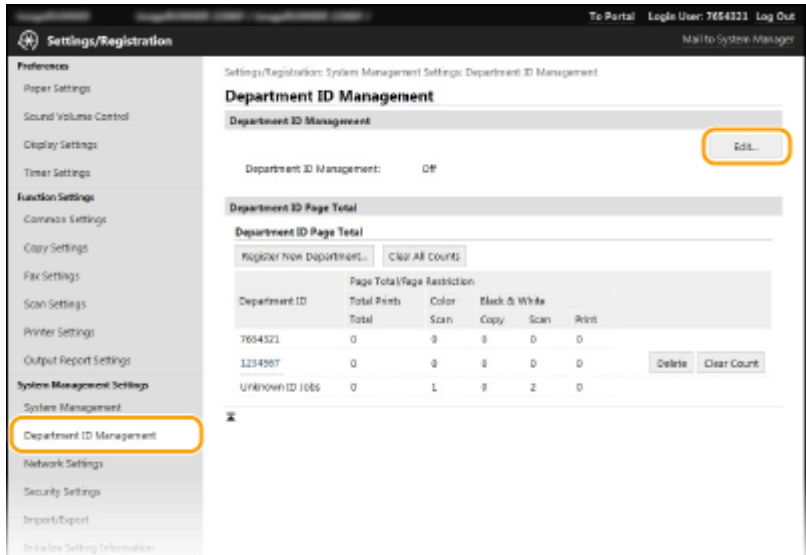 To Portal Login User: 7654321 Log Out
Settings/Registration
Mail to System Manager
Preferences
Paper Settings
Sound Volume Control
Display Settings
Timer Settings
Function Settings
Common Settings
Copy Settings
Fax Settings
Scan Settings
Printer Settings
Output Report Settings
System Management Settings
System Management
Department ID Management
Network Settings
Security Settings
Import/Export
Initialize Setting Information
Settings/Registration: System Management Settings: Department ID Management
Department ID Management
Department ID Management
Edit...
Department ID Management: Off
Department ID Page Total
Department ID Page Total
Register New Department... Clear All Counts
Page Total/Page Restriction
Department ID Total Prints Color Black & White
Total Scan Copy Scan Print
7654321 0 0 0 0 0
1234567 0 0 0 0 0 Delete Clear Count
Unknown ID Jobs 0 1 0 2 0